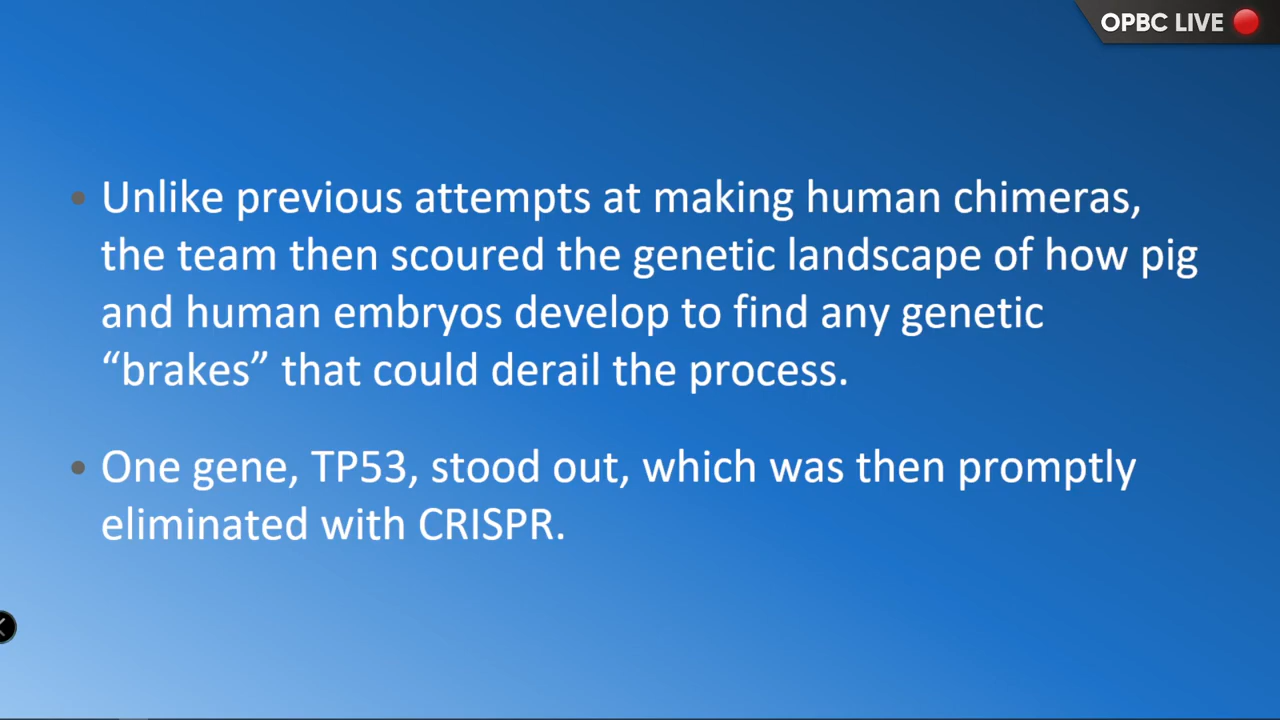 OPBC LIVE
• Unlike previous attempts at making human chimeras,
the team then scoured the genetic landscape of how pig
and human embryos develop to find any genetic
“brakes” that could derail the process.
• One gene, TP53, stood out, which was then promptly
eliminated with CRISPR.